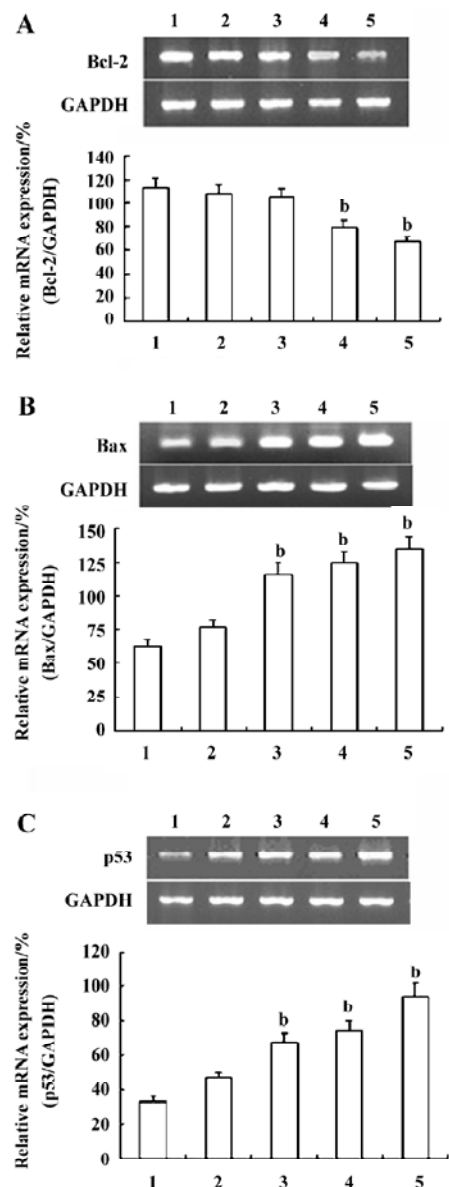 A
1 2 3 4 5
Bcl-2
GAPDH
Relative mRNA expression/%
(Bcl-2/GAPDH)
140
120
100
80
60
40
20
0
b b
1 2 3 4 5
B
1 2 3 4 5
Bax
GAPDH
Relative mRNA expression/%
(Bax/GAPDH)
150
125
100
75
50
25
0
b b b
1 2 3 4 5
C
1 2 3 4 5
p53
GAPDH
Relative mRNA expression/%
(p53/GAPDH)
120
100
80
60
40
20
0
b b b
1 2 3 4 5